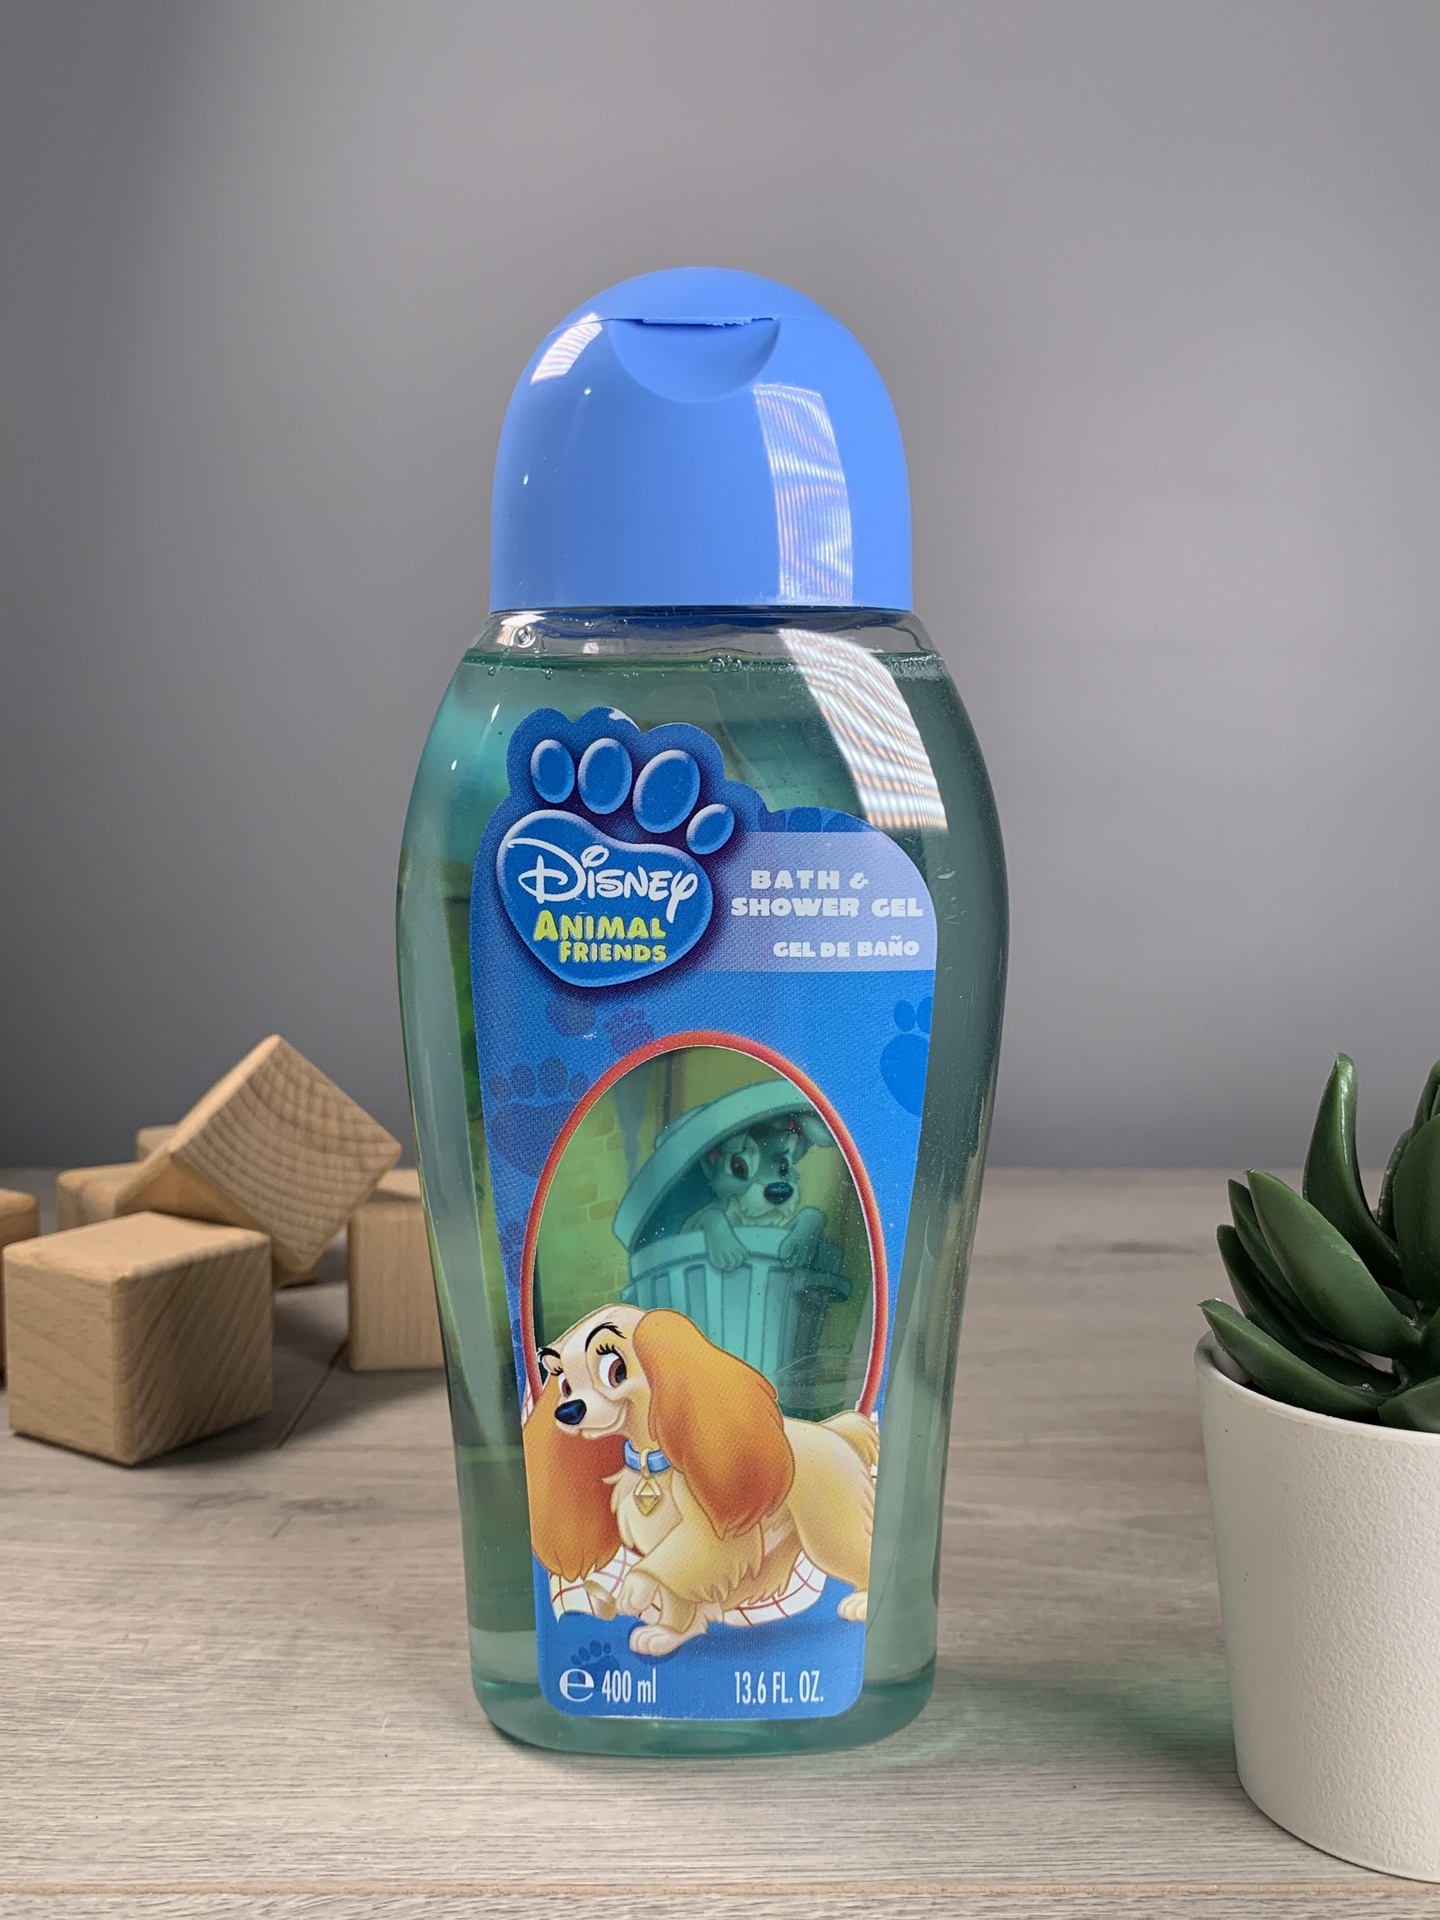 Disney
ANIMAL
FRIENDS
BATH &
SHOWER GEL
GEL DE BAÑO
e 400 ml 13.6 FL. OZ.